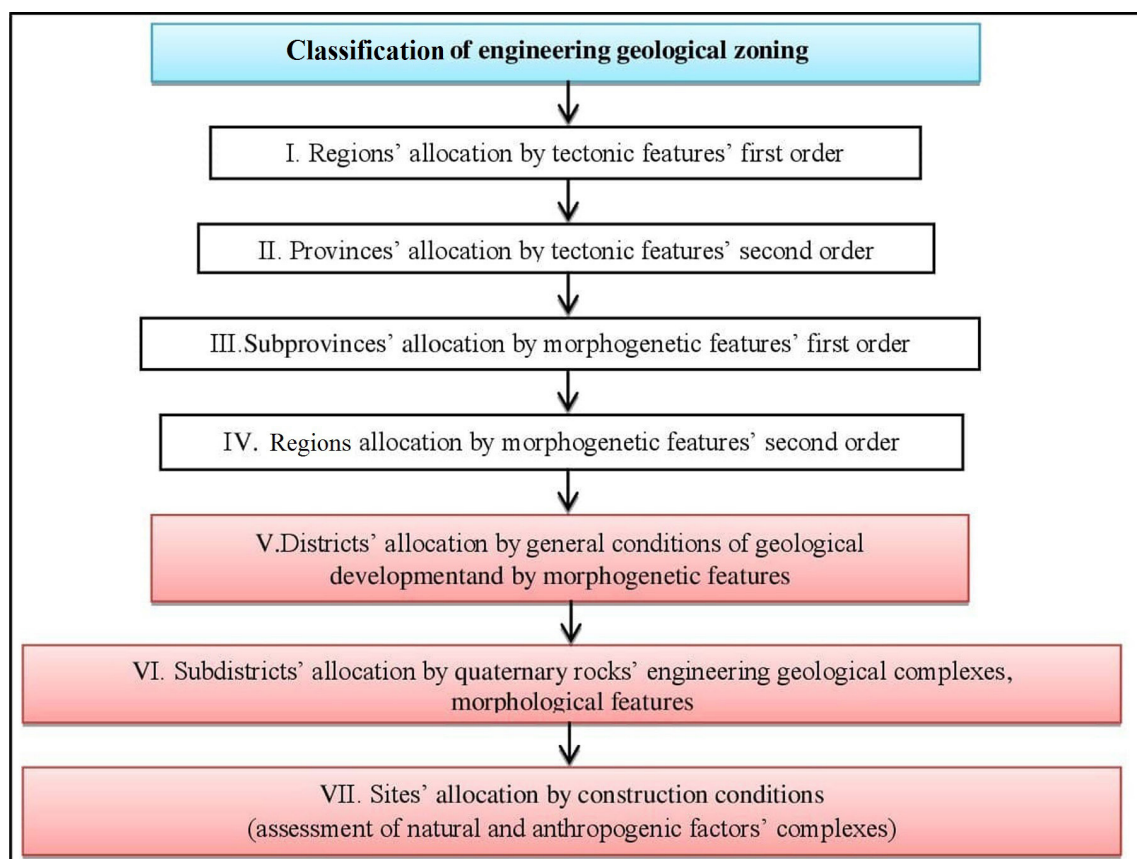 Classification of engineering geological zoning
I. Regions’ allocation by tectonic features’ first order
II. Provinces’ allocation by tectonic features’ second order
III.Subprovinces’ allocation by morphogenetic features’ first order
IV. Regions allocation by morphogenetic features’ second order
V.Districts’ allocation by general conditions of geological
developmentand by morphogenetic features
VI. Subdistricts’ allocation by quaternary rocks’ engineering geological complexes,
morphological features
VII. Sites’ allocation by construction conditions
(assessment of natural and anthropogenic factors’ complexes)